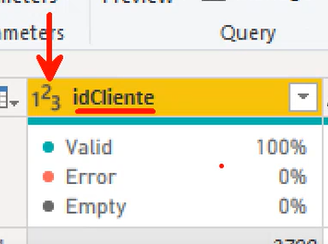 ameters
Query
123 idCliente
Valid 100%
Error 0%
Empty 0%